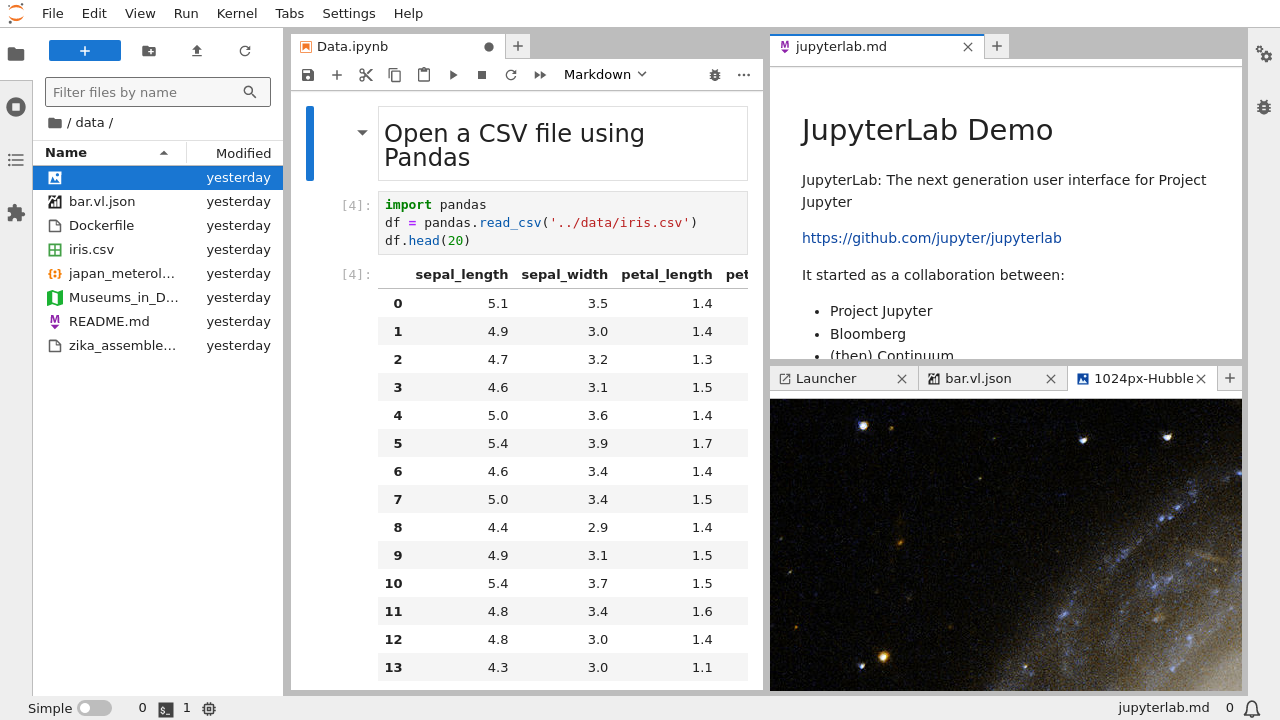 File Edit View Run Kernel Tabs Settings Help
Filter files by name
/ data /
Name Modified
yesterday
bar.vl.json yesterday
Dockerfile yesterday
iris.csv yesterday
japan_meterol… yesterday
Museums_in_D… yesterday
README.md yesterday
zika_assemble… yesterday
Data.ipynb
Markdown
Open a CSV file using
Pandas
[4]: import pandas
df = pandas.read_csv('../data/iris.csv')
df.head(20)
[4]: sepal_length sepal_width petal_length pet
0 5.1 3.5 1.4
1 4.9 3.0 1.4
2 4.7 3.2 1.3
3 4.6 3.1 1.5
4 5.0 3.6 1.4
5 5.4 3.9 1.7
6 4.6 3.4 1.4
7 5.0 3.4 1.5
8 4.4 2.9 1.4
9 4.9 3.1 1.5
10 5.4 3.7 1.5
11 4.8 3.4 1.6
12 4.8 3.0 1.4
13 4.3 3.0 1.1
jupyterlab.md
JupyterLab Demo
JupyterLab: The next generation user interface for Project
Jupyter
https://github.com/jupyter/jupyterlab
It started as a collaboration between:
• Project Jupyter
• Bloomberg
• (then) Continuum
Launcher bar.vl.json 1024px-Hubble
Simple 0 1 jupyterlab.md 0